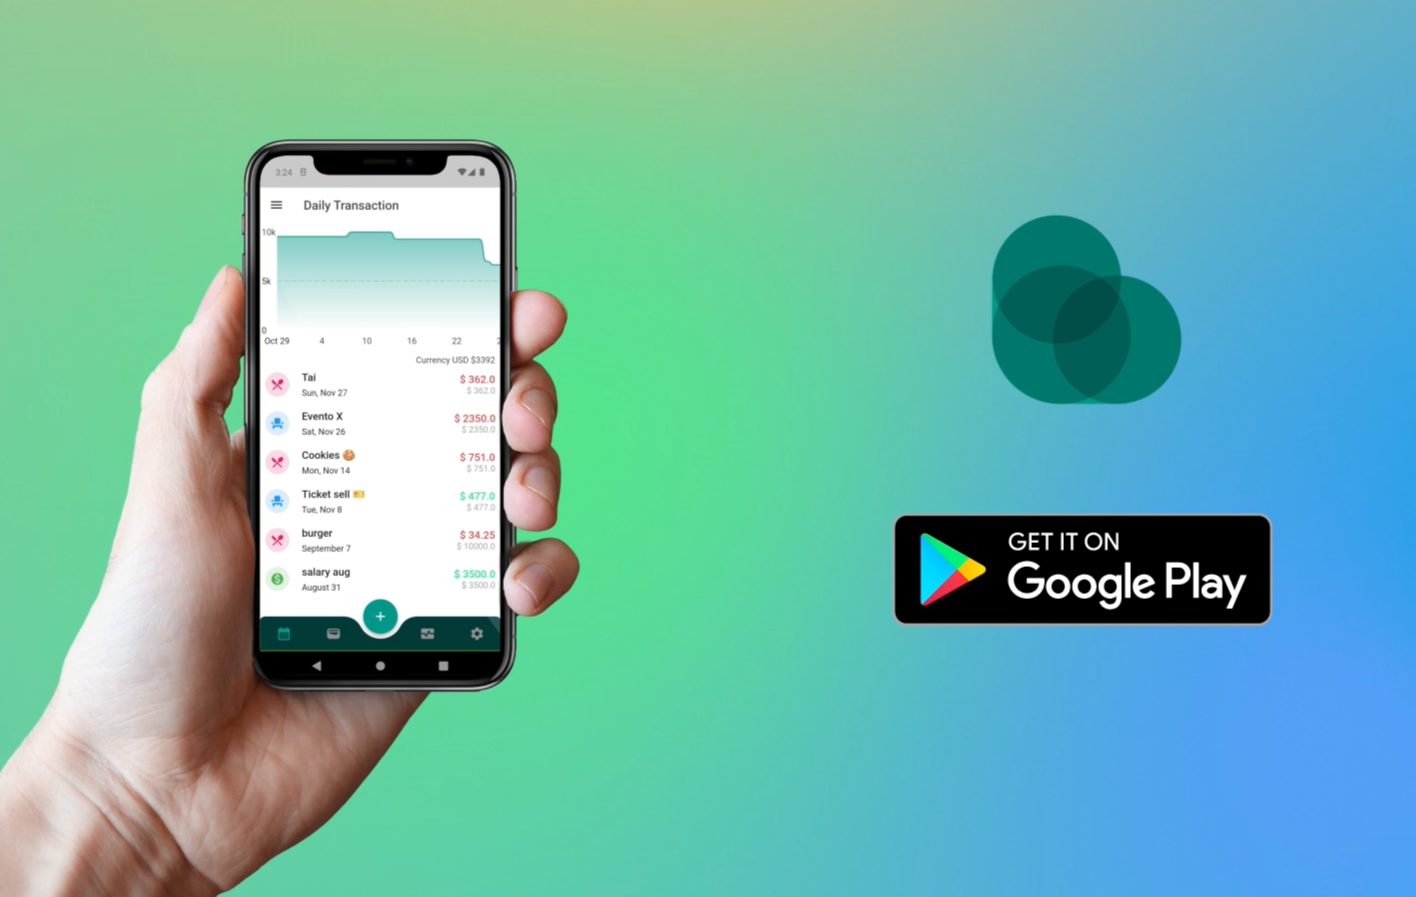 3:24
Daily Transaction
10k
5k
0
Oct 29 4 10 16 22 2
Currency USD $3392
Tai $ 362.0
Sun, Nov 27 $ 362.0
Evento X $ 2350.0
Sat, Nov 26 $ 2350.0
Cookies 🍪 $ 751.0
Mon, Nov 14 $ 751.0
Ticket sell 🎫 $ 477.0
Tue, Nov 8 $ 477.0
burger $ 34.25
September 7 $ 10000.0
salary aug $ 3500.0
August 31 $ 3500.0
GET IT ON
Google Play